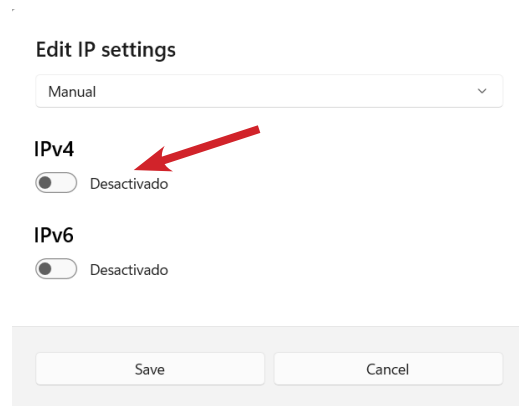 Edit IP settings
Manual
IPv4
Desactivado
IPv6
Desactivado
Save Cancel